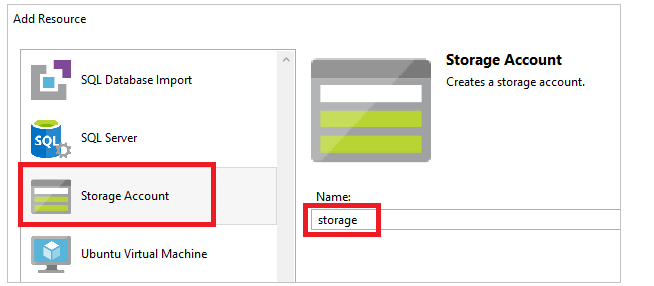 Add Resource
SQL Database Import
SQL
SQL Server
Storage Account
Ubuntu Virtual Machine
Storage Account
Creates a storage account.
Name:
storage